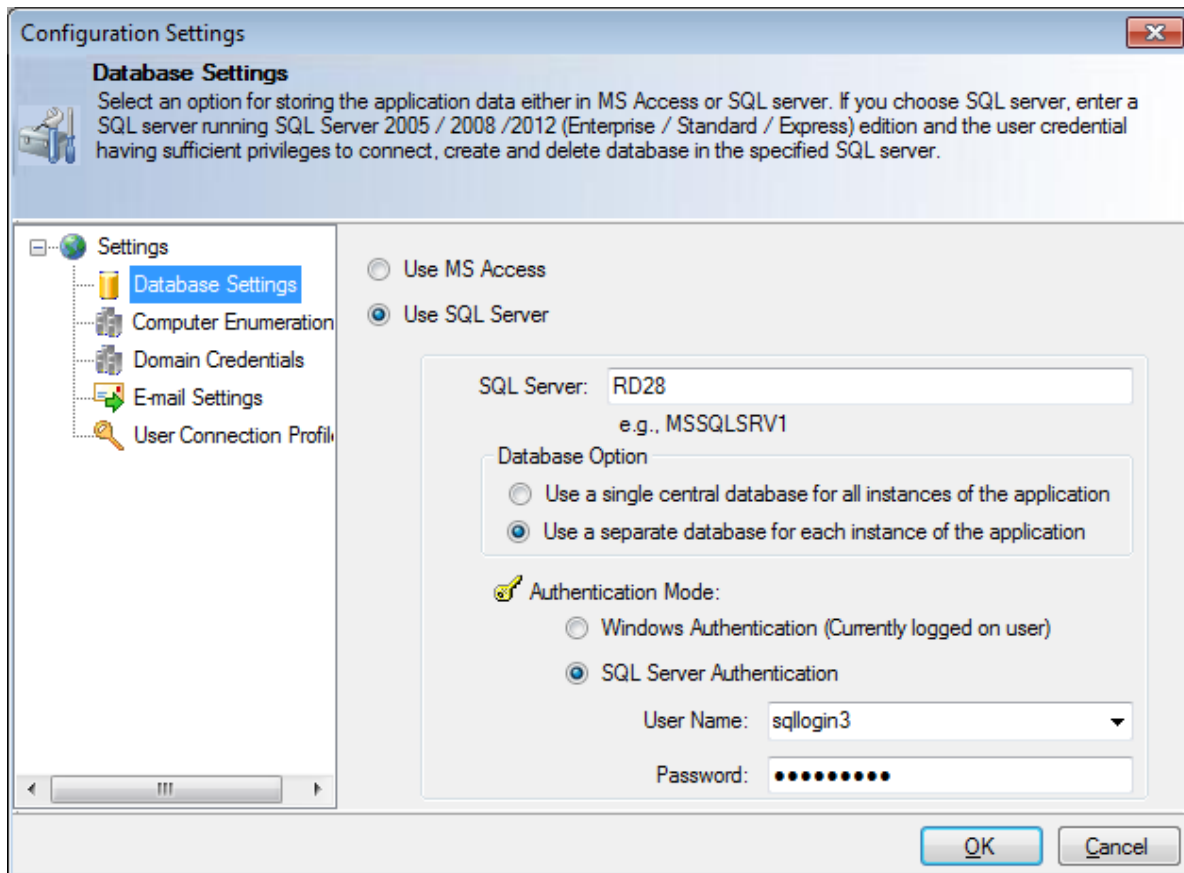 Configuration Settings
Database Settings
Select an option for storing the application data either in MS Access or SQL server. If you choose SQL server, enter a
SQL server running SQL Server 2005 / 2008 /2012 (Enterprise / Standard / Express) edition and the user credential
having sufficient privileges to connect, create and delete database in the specified SQL server.
Settings
Database Settings
Computer Enumeration
Domain Credentials
E-mail Settings
User Connection Profil
Use MS Access
Use SQL Server
SQL Server: RD28
e.g., MSSQLSRV1
Database Option
Use a single central database for all instances of the application
Use a separate database for each instance of the application
Authentication Mode:
Windows Authentication (Currently logged on user)
SQL Server Authentication
User Name: sqllogin3
Password: ●●●●●●●●●
OK Cancel